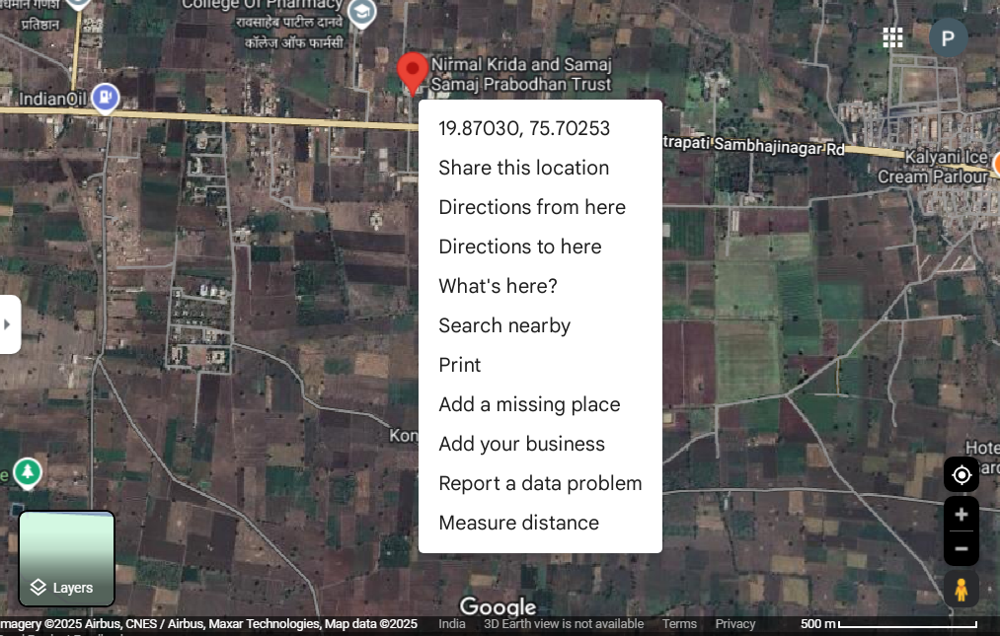 College Of Pharmacy
रावसाहेब पाटील दानवे
कॉलेज ऑफ फार्मसी
प्रतिष्ठान
Nirmal Krida and Samaj
Samaj Prabodhan Trust
P
IndianOil
trapati Sambhajinagar Rd
Kalyani Ice
Cream Parlour
19.87030, 75.70253
Share this location
Directions from here
Directions to here
What's here?
Search nearby
Print
Add a missing place
Add your business
Report a data problem
Measure distance
Kon
Hote
Layers
Google
magery ©2025 Airbus, CNES / Airbus, Maxar Technologies, Map data ©2025
India
3D Earth view is not available
Terms
Privacy
500 m